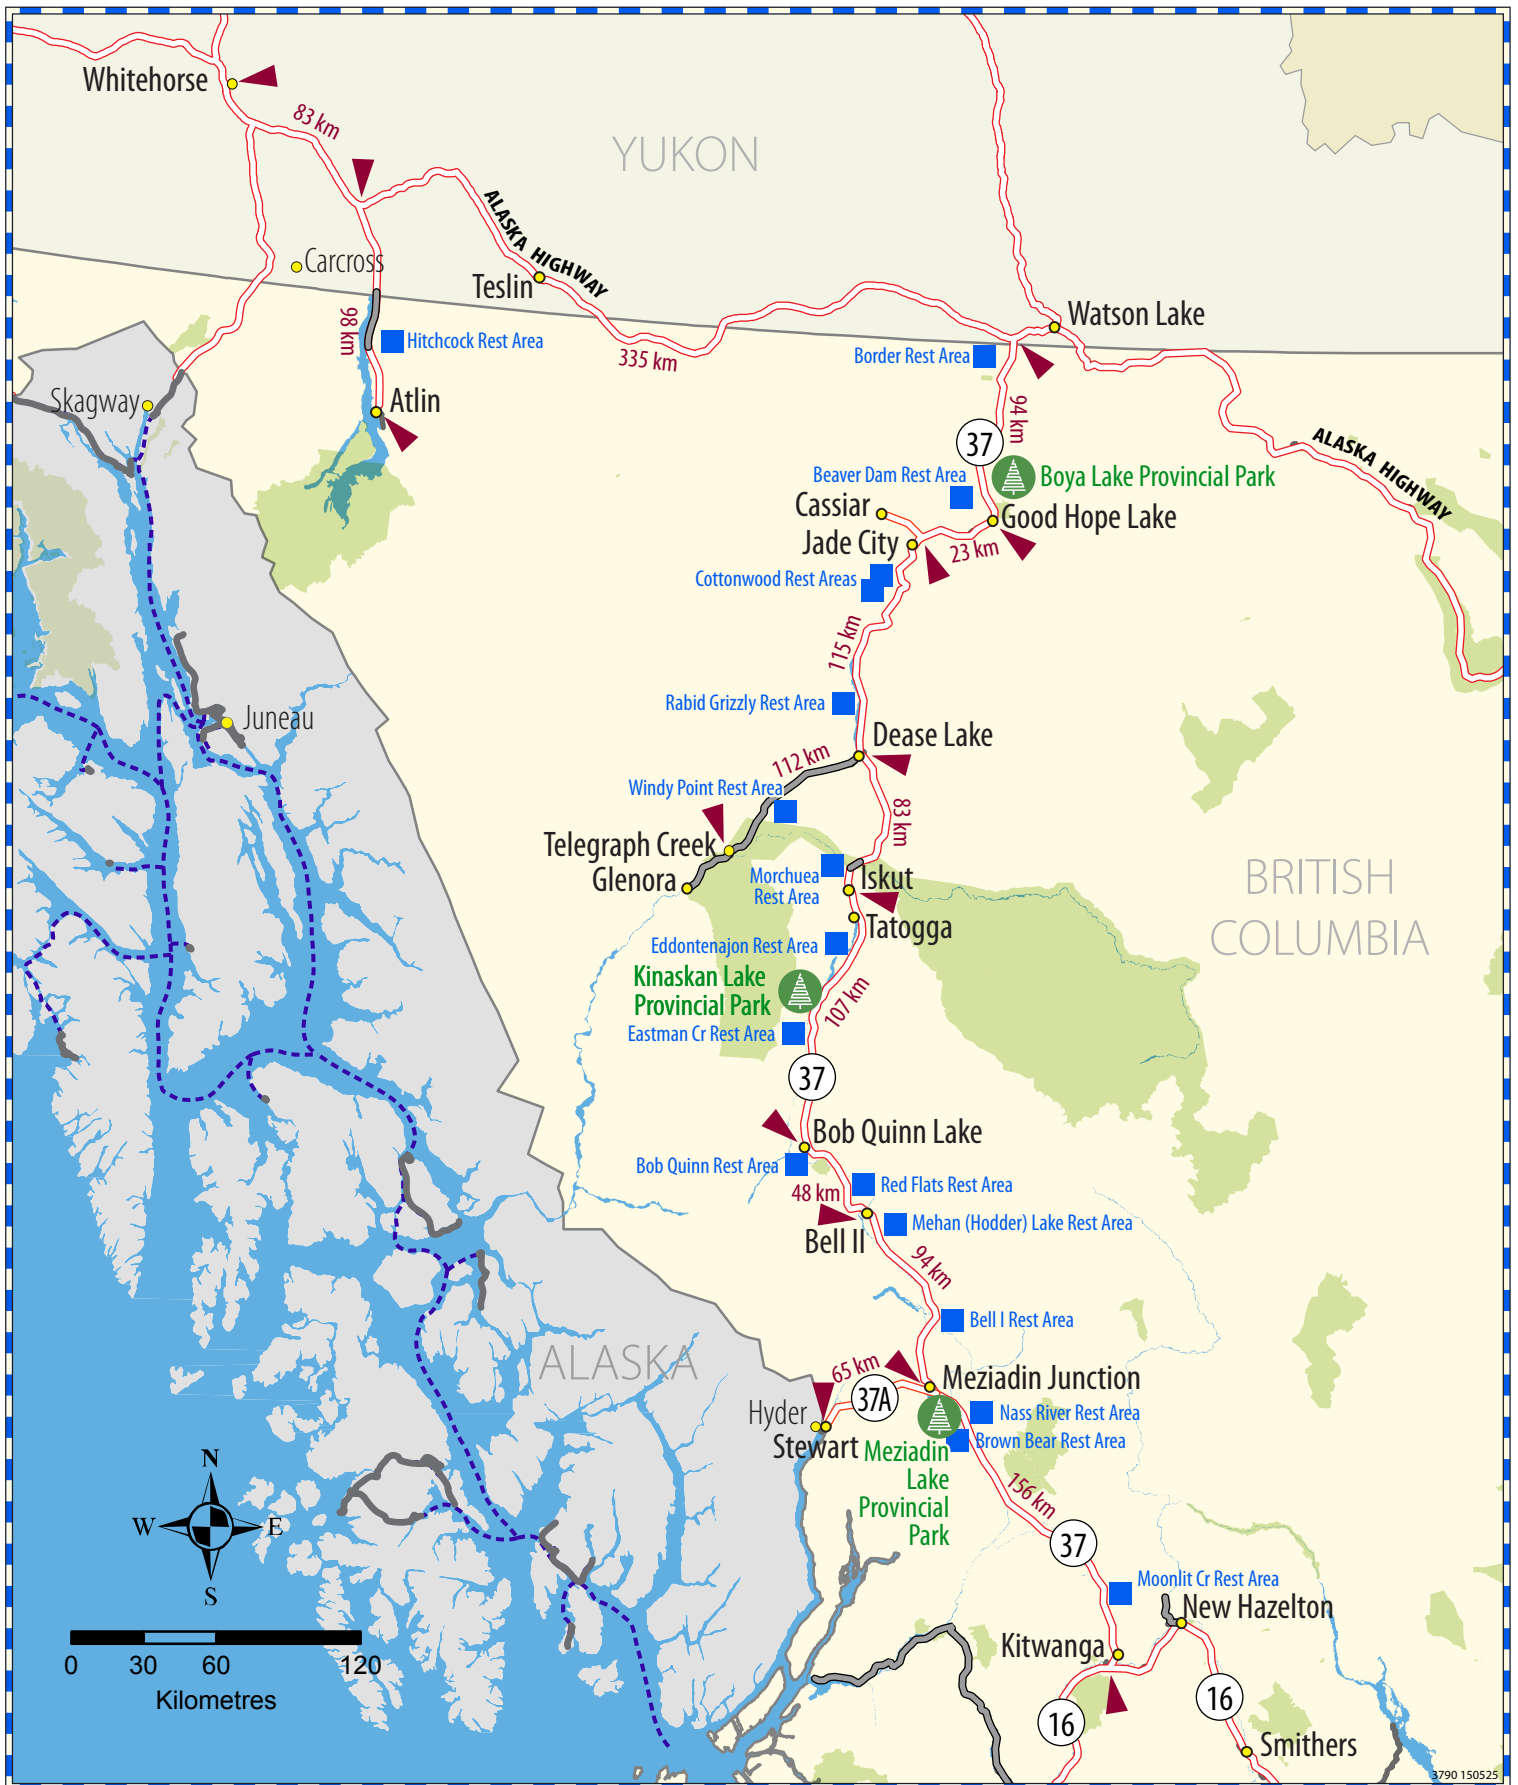 Whitehorse
83 km
YUKON
ALASKA HIGHWAY
Carcross
Teslin
Watson Lake
98 km
Hitchcock Rest Area
335 km
Border Rest Area
Skagway
Atlin
94 km
37
ALASKA HIGHWAY
Beaver Dam Rest Area
Boya Lake Provincial Park
Cassiar
Good Hope Lake
Jade City
23 km
Cottonwood Rest Areas
115 km
Rabid Grizzly Rest Area
Juneau
Dease Lake
112 km
Windy Point Rest Area
83 km
Telegraph Creek
Glenora
Morchuea
Rest Area
Iskut
BRITISH
COLUMBIA
Tatogga
Eddontenajon Rest Area
Kinaskan Lake
Provincial Park
107 km
Eastman Cr Rest Area
37
Bob Quinn Lake
Bob Quinn Rest Area
48 km
Red Flats Rest Area
Mehan (Hodder) Lake Rest Area
Bell II
94 km
Bell I Rest Area
ALASKA
65 km
Meziadin Junction
37A
Hyder
Stewart
Nass River Rest Area
Brown Bear Rest Area
Meziadin
Lake
Provincial
Park
156 km
37
N
W
E
S
Moonlit Cr Rest Area
New Hazelton
Kitwanga
0 30 60 120
Kilometres
16
16
Smithers
3790 150525